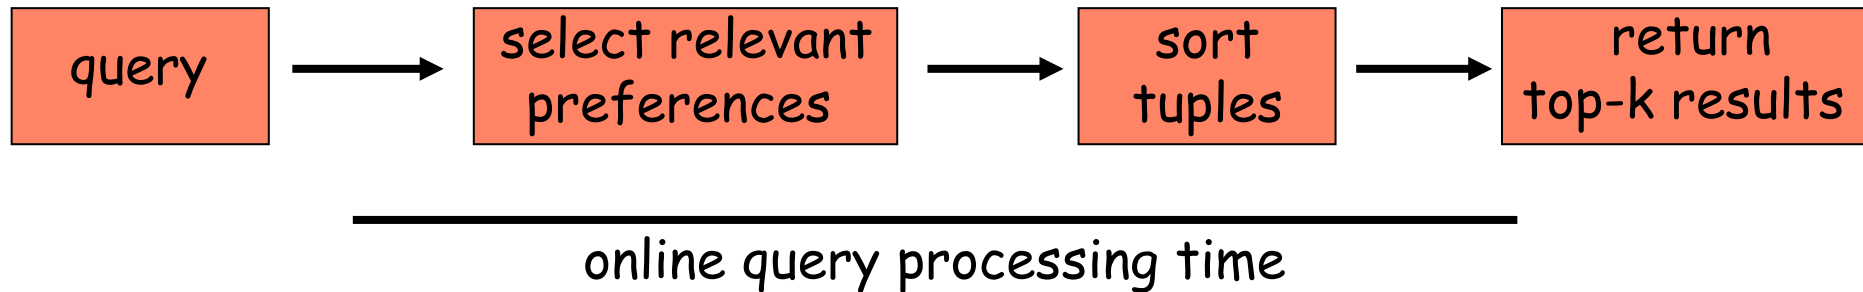 query
select relevant
preferences
sort
tuples
return
top-k results
online query processing time